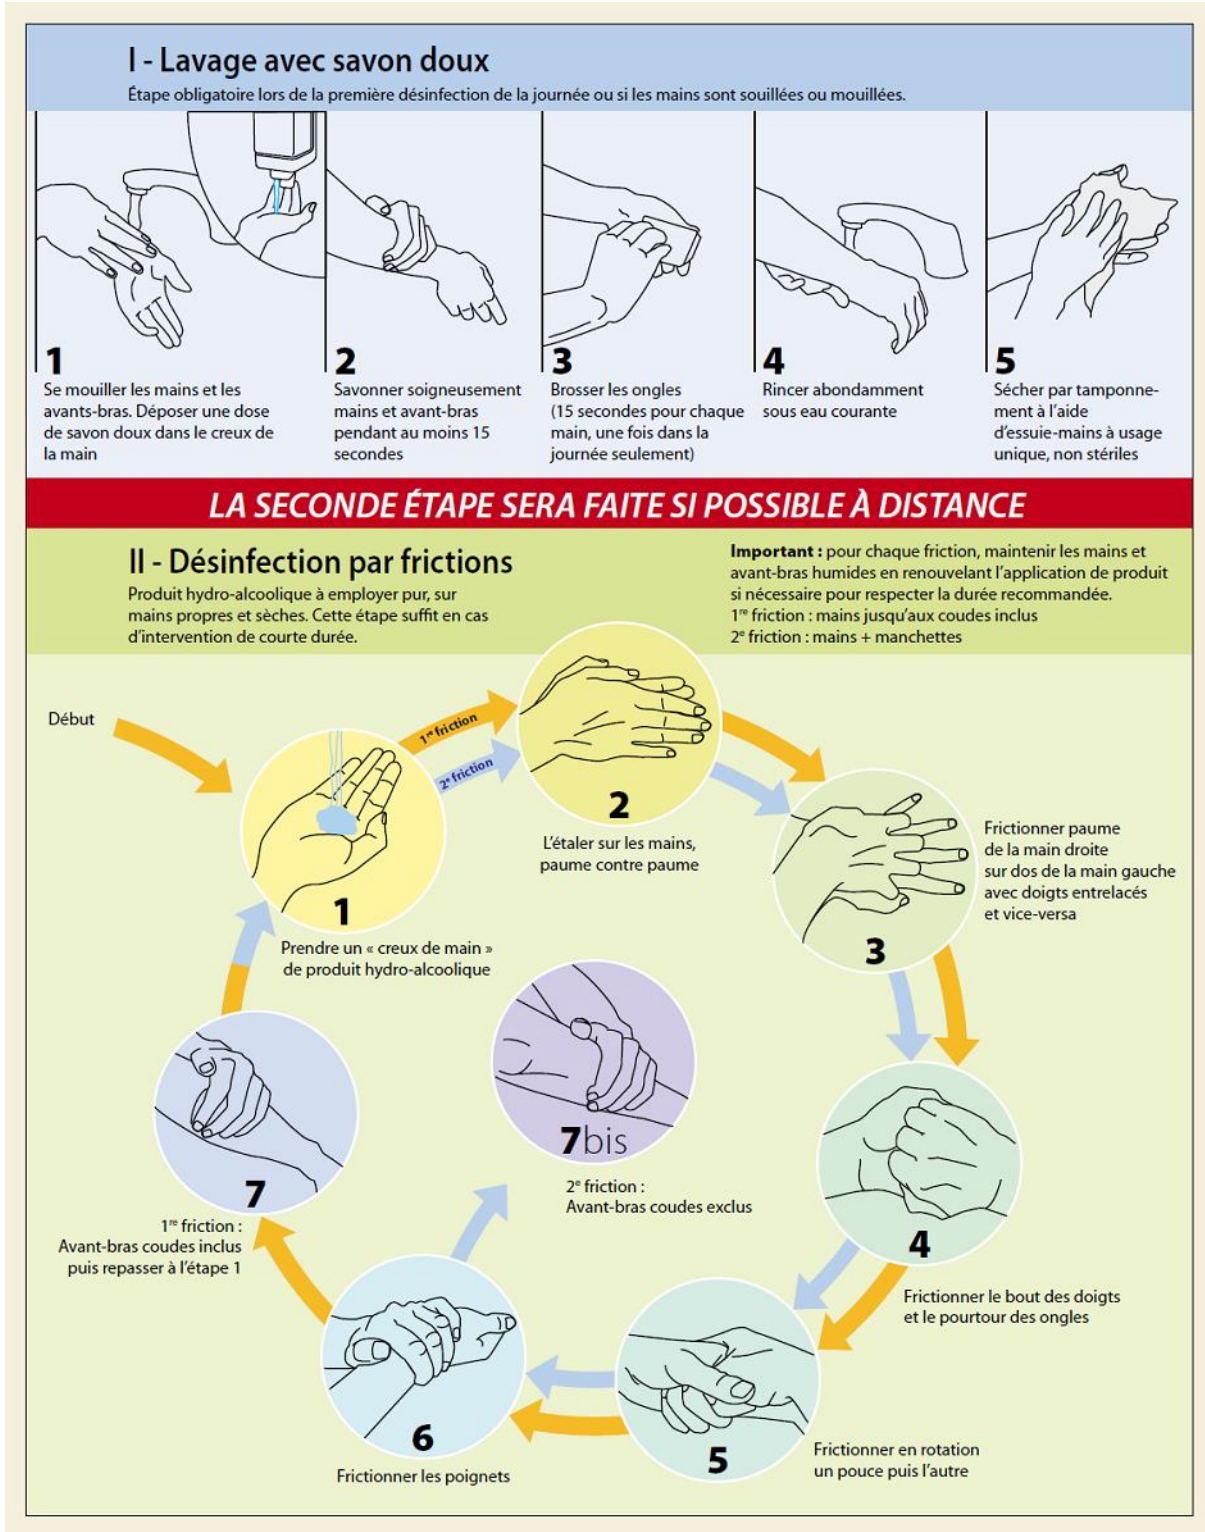 I - Lavage avec savon doux
Étape obligatoire lors de la première désinfection de la journée ou si les mains sont souillées ou mouillées.
1
Se mouiller les mains et les
avants-bras. Déposer une dose
de savon doux dans le creux de
la main
2
Savonner soigneusement
mains et avant-bras
pendant au moins 15
secondes
3
Brosser les ongles
(15 secondes pour chaque
main, une fois dans la
journée seulement)
4
Rincer abondamment
sous eau courante
5
Sécher par tamponne-
ment à l'aide
d'essuie-mains à usage
unique, non stériles
LA SECONDE ÉTAPE SERA FAITE SI POSSIBLE À DISTANCE
II - Désinfection par frictions
Produit hydro-alcoolique à employer pur, sur
mains propres et sèches. Cette étape suffit en cas
d'intervention de courte durée.
Important : pour chaque friction, maintenir les mains et
avant-bras humides en renouvelant l'application de produit
si nécessaire pour respecter la durée recommandée.
1re friction : mains jusqu'aux coudes inclus
2e friction : mains + manchettes
Début
1re friction
2e friction
1
Prendre un « creux de main »
de produit hydro-alcoolique
2
L'étaler sur les mains,
paume contre paume
3
Frictionner paume
de la main droite
sur dos de la main gauche
avec doigts entrelacés
et vice-versa
4
Frictionner le bout des doigts
et le pourtour des ongles
5
Frictionner en rotation
un pouce puis l'autre
6
Frictionner les poignets
7
1re friction :
Avant-bras coudes inclus
puis repasser à l'étape 1
7bis
2e friction :
Avant-bras coudes exclus